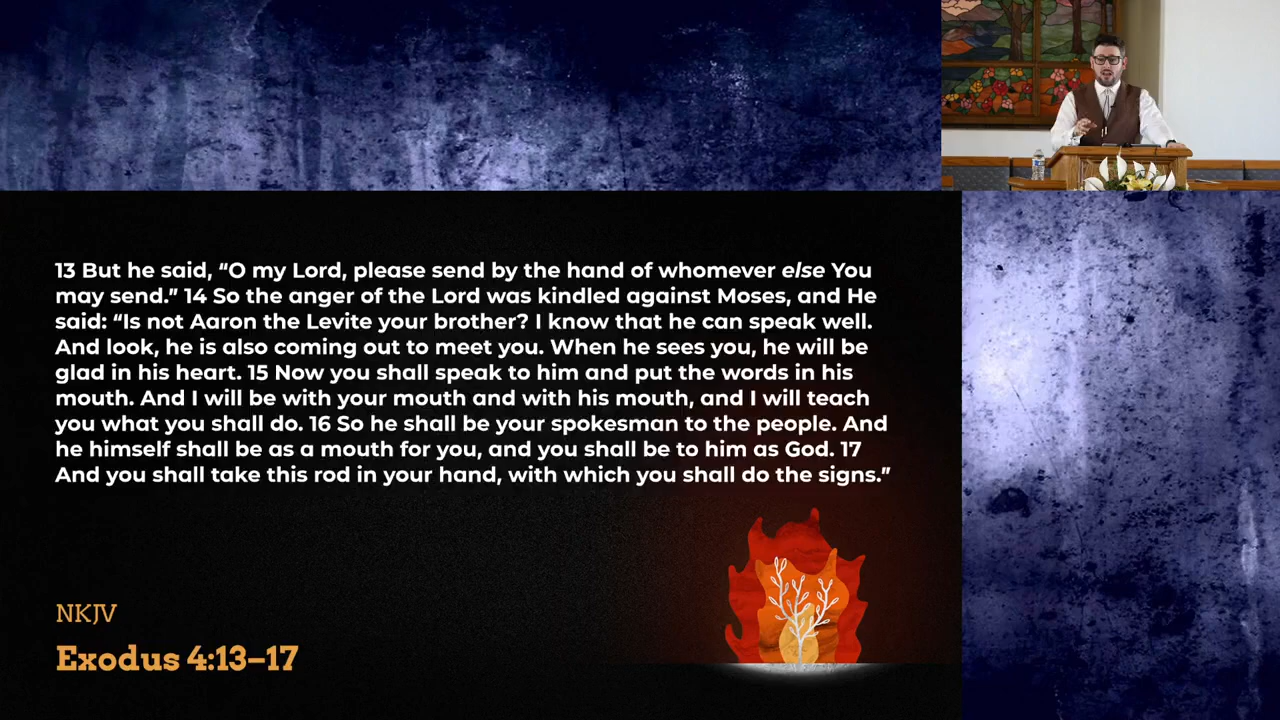 13 But he said, “O my Lord, please send by the hand of whomever else You
may send.” 14 So the anger of the Lord was kindled against Moses, and He
said: “Is not Aaron the Levite your brother? I know that he can speak well.
And look, he is also coming out to meet you. When he sees you, he will be
glad in his heart. 15 Now you shall speak to him and put the words in his
mouth. And I will be with your mouth and with his mouth, and I will teach
you what you shall do. 16 So he shall be your spokesman to the people. And
he himself shall be as a mouth for you, and you shall be to him as God. 17
And you shall take this rod in your hand, with which you shall do the signs.”
NKJV
Exodus 4:13–17